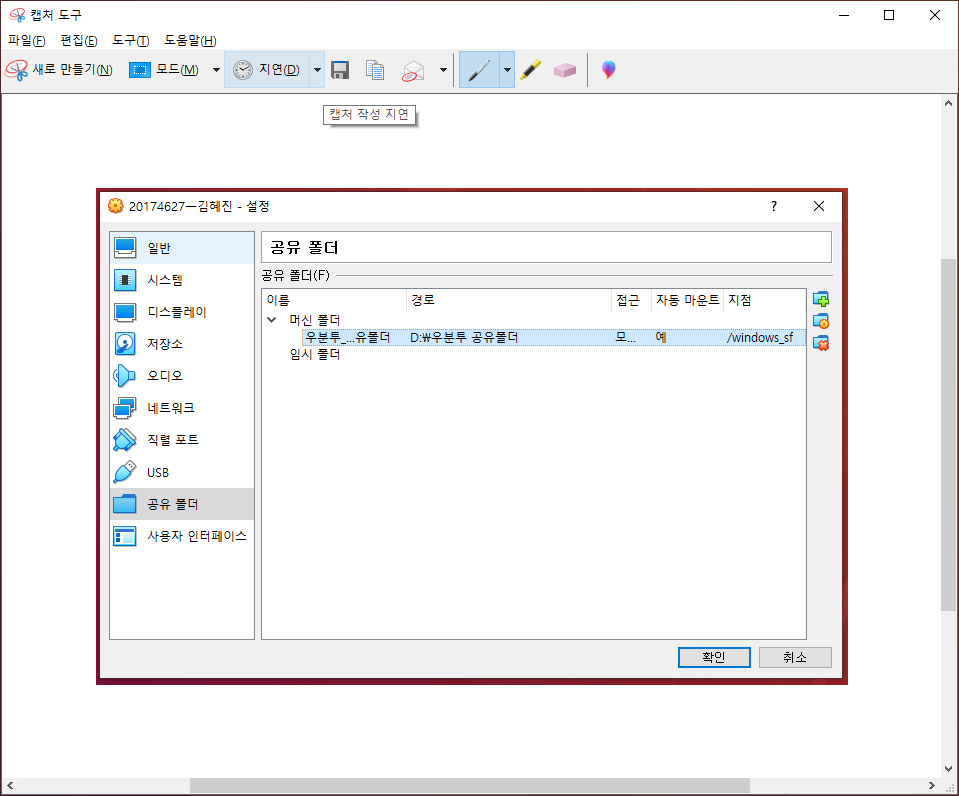 캡처 도구
파일(F) 편집(E) 도구(T) 도움말(H)
새로 만들기(N) 모드(M) 지연(D)
캡처 작성 지연
20174627ㅡ김혜진 - 설정 ?
일반
시스템
디스플레이
저장소
오디오
네트워크
직렬 포트
USB
공유 폴더
사용자 인터페이스
공유 폴더
공유 폴더(F)
이름 경로 접근 자동 마운트 지점
머신 폴더
우분투_...유폴더 D:₩우분투 공유폴더 모... 예 /windows_sf
임시 폴더
확인 취소